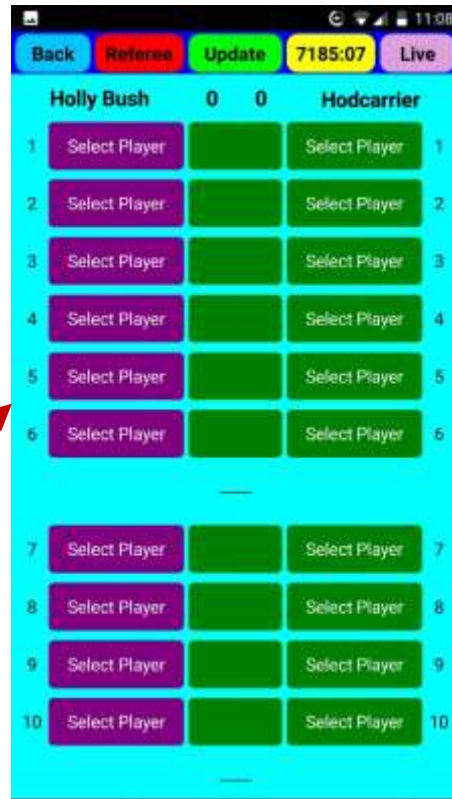 11:08
Back Referee Update 7185:07 Live
Holly Bush 0 0 Hodcarrier
1 Select Player Select Player 1
2 Select Player Select Player 2
3 Select Player Select Player 3
4 Select Player Select Player 4
5 Select Player Select Player 5
6 Select Player Select Player 6
7 Select Player Select Player 7
8 Select Player Select Player 8
9 Select Player Select Player 9
10 Select Player Select Player 10